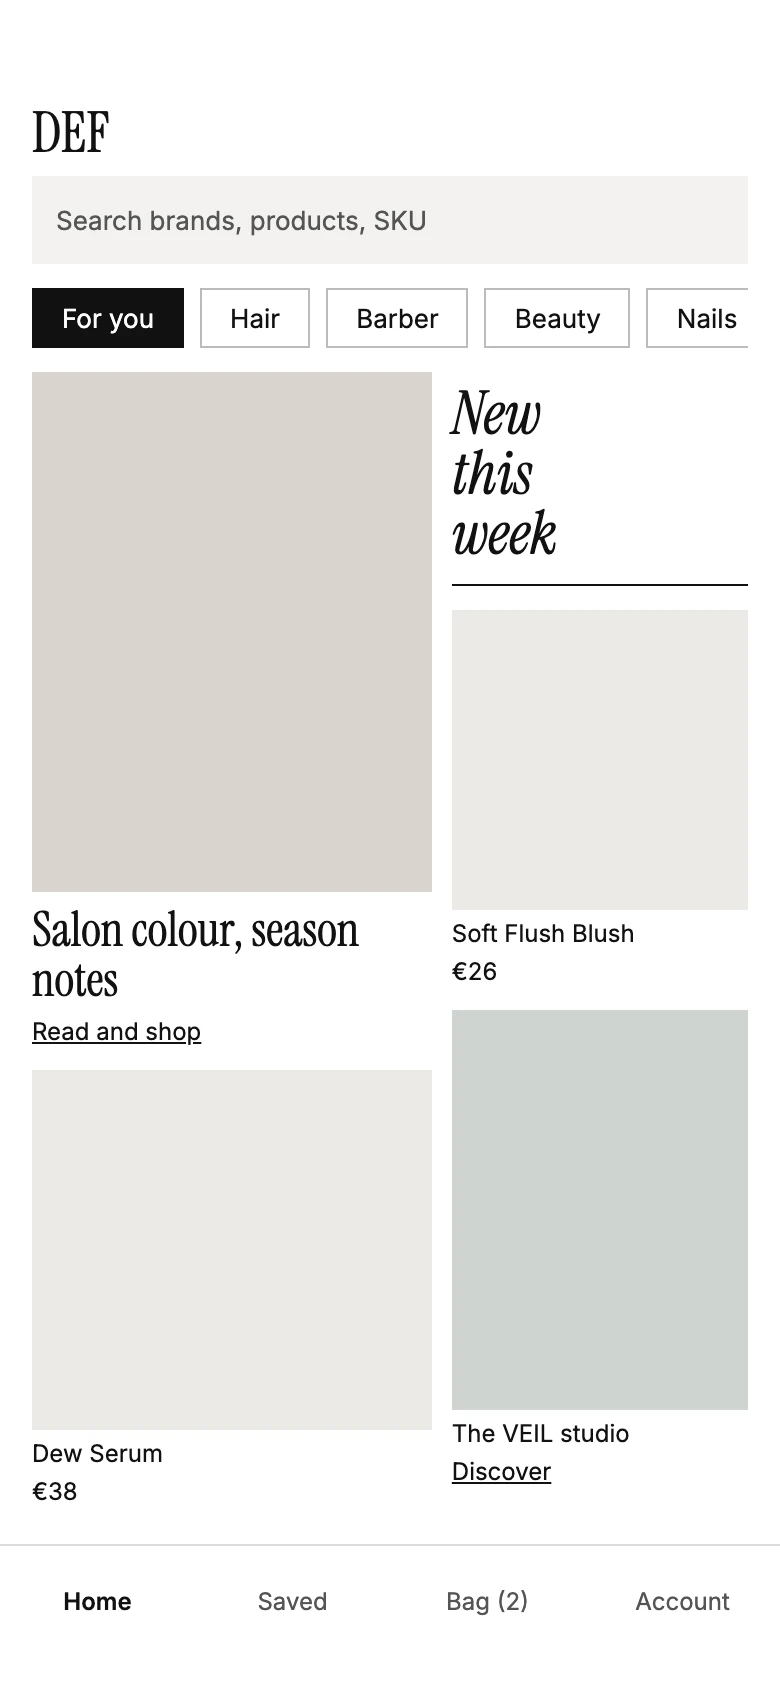 DEF
Search brands, products, SKU
For you
Hair
Barber
Beauty
Nails
New
this
week
Salon colour, season
notes
Read and shop
Soft Flush Blush
€26
Dew Serum
€38
The VEIL studio
Discover
Home
Saved
Bag (2)
Account